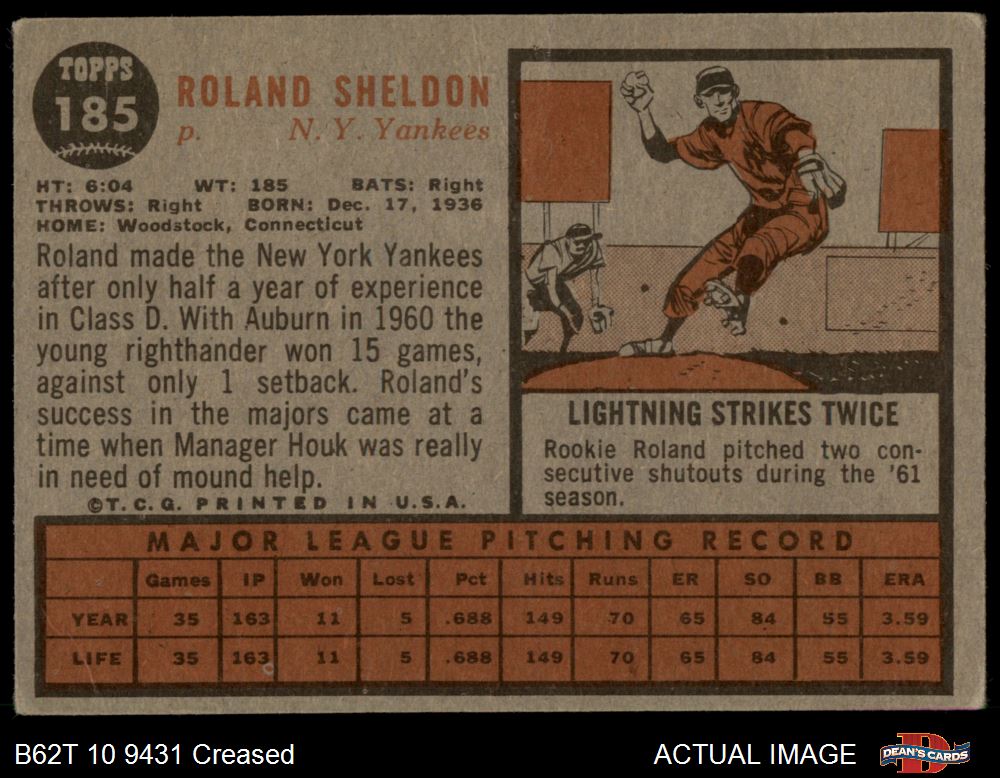 TOPPS
185
ROLAND SHELDON
p. N. Y. Yankees
HT: 6:04 WT: 185 BATS: Right
THROWS: Right BORN: Dec. 17, 1936
HOME: Woodstock, Connecticut
Roland made the New York Yankees
after only half a year of experience
in Class D. With Auburn in 1960 the
young righthander won 15 games,
against only 1 setback. Roland's
success in the majors came at a
time when Manager Houk was really
in need of mound help.
©T. C. G. PRINTED IN U.S.A.
LIGHTNING STRIKES TWICE
Rookie Roland pitched two con-
secutive shutouts during the '61
season.
MAJOR LEAGUE PITCHING RECORD
Games IP Won Lost Pct Hits Runs ER SO BB ERA
YEAR 35 163 11 5 .688 149 70 65 84 55 3.59
LIFE 35 163 11 5 .688 149 70 65 84 55 3.59
B62T 10 9431 Creased ACTUAL IMAGE
DEAN'S CARDS